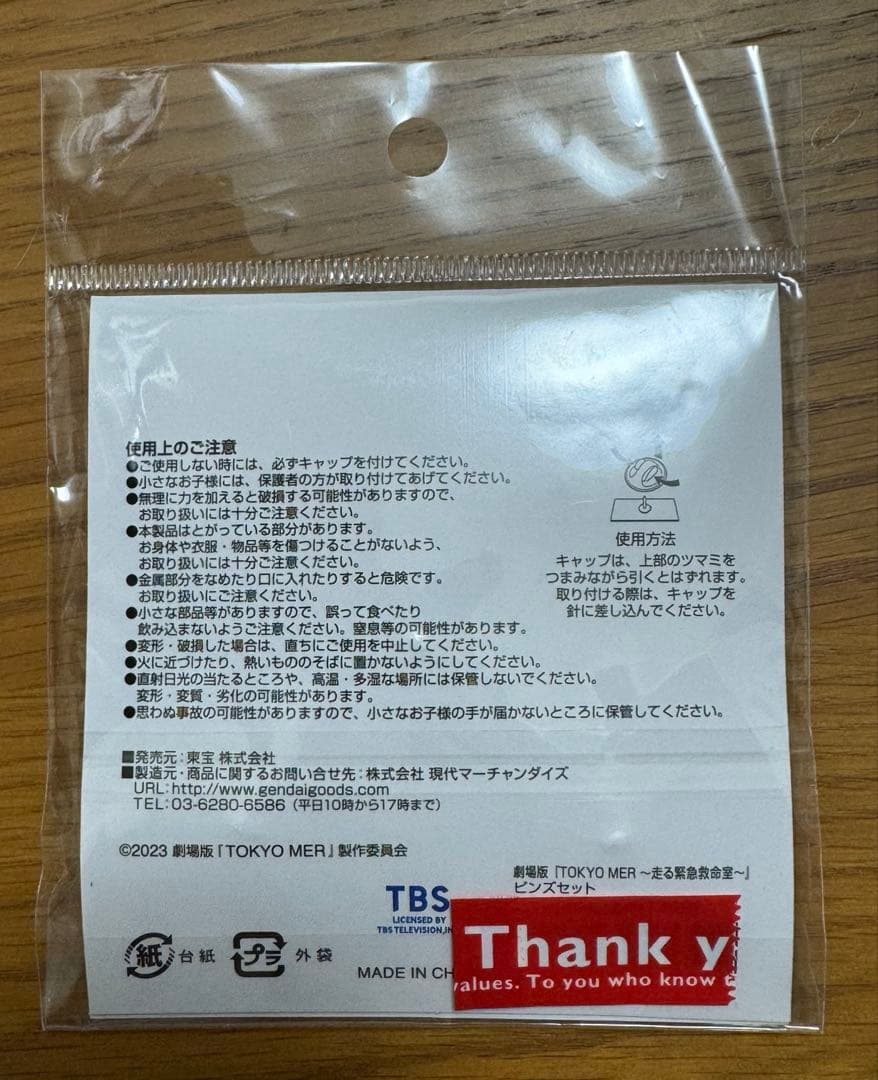 使用上のご注意
●ご使用しない時には、必ずキャップを付けてください。
●小さなお子様には、保護者の方が取り付けてあげてください。
●無理に力を加えると破損する可能性がありますので、
お取り扱いには十分ご注意ください。
●本製品はとがっている部分があります。
お身体や衣服・物品等を傷つけることがないよう、
お取り扱いには十分ご注意ください。
●金属部分をなめたり口に入れたりすると危険です。
お取り扱いにご注意ください。
●小さな部品等がありますので、誤って食べたり
飲み込まないようご注意ください。窒息等の可能性があります。
●変形・破損した場合は、直ちにご使用を中止してください。
●火に近づけたり、熱いもののそばに置かないようにしてください。
●直射日光の当たるところや、高温・多湿な場所には保管しないでください。
変形・変質・劣化の可能性があります。
●思わぬ事故の可能性がありますので、小さなお子様の手が届かないところに保管してください。
使用方法
キャップは、上部のツマミを
つまみながら引くとはずれます。
取り付ける際は、キャップを
針に差し込んでください。
■発売元：東宝 株式会社
■製造元・商品に関するお問い合せ先：株式会社 現代マーチャンダイズ
URL:http://www.gendaigoods.com
TEL:03-6280-6586（平日10時から17時まで）
©2023 劇場版『TOKYO MER』製作委員会
劇場版『TOKYO MER ～走る緊急救命室～』
ピンズセット
TBS
LICENSED BY
TBS TELEVISION,IN
紙 台紙 プラ 外袋
MADE IN CH
Thank y
values. To you who know t